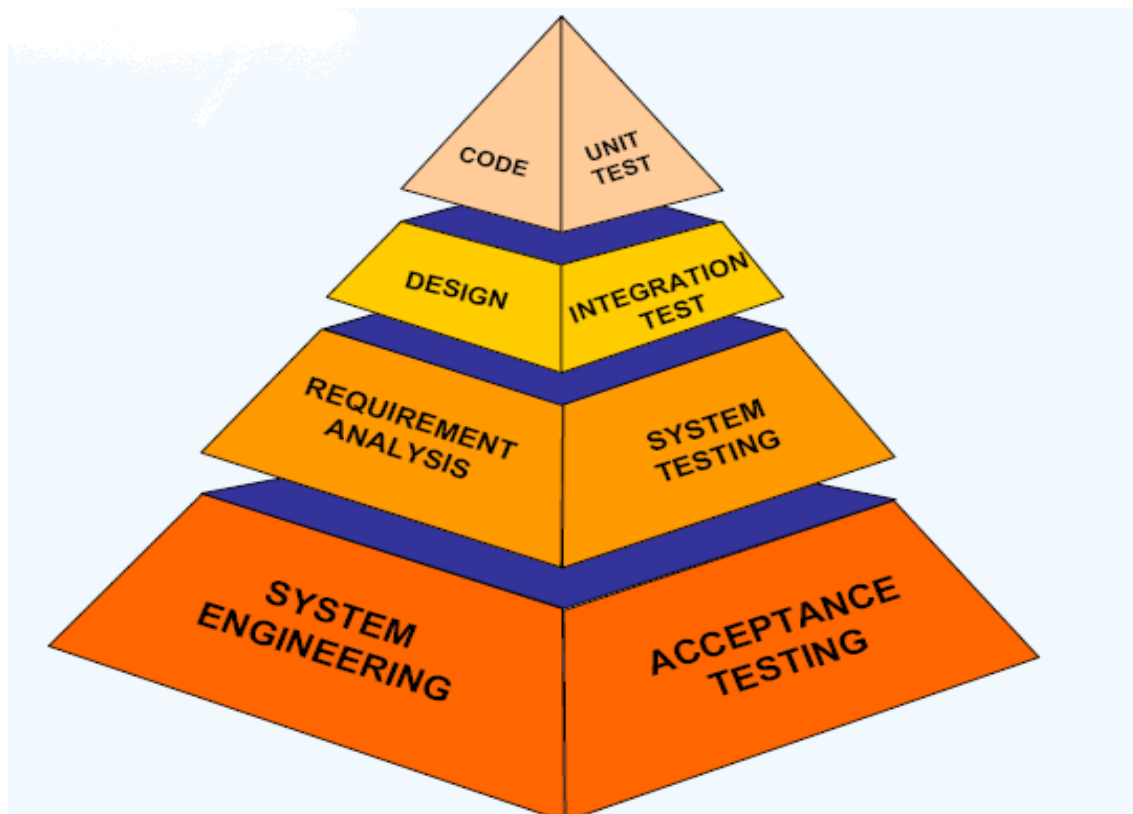 CODE
UNIT
TEST
DESIGN
INTEGRATION
TEST
REQUIREMENT
ANALYSIS
SYSTEM
TESTING
SYSTEM
ENGINEERING
ACCEPTANCE
TESTING